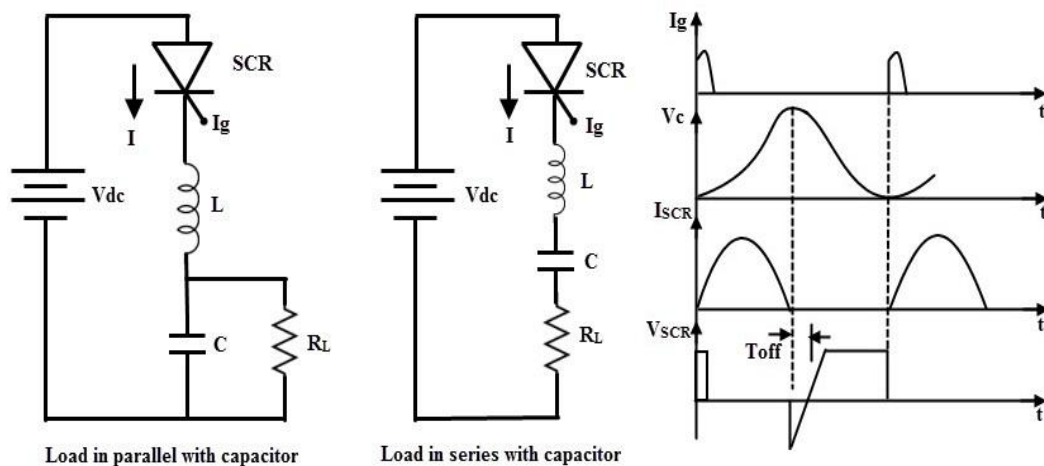 SCR
I
Ig
L
Vdc
C
RL
Load in parallel with capacitor
SCR
I
Ig
L
Vdc
C
RL
Load in series with capacitor
Ig
t
Vc
t
ISCR
t
VSCR
Toff
t